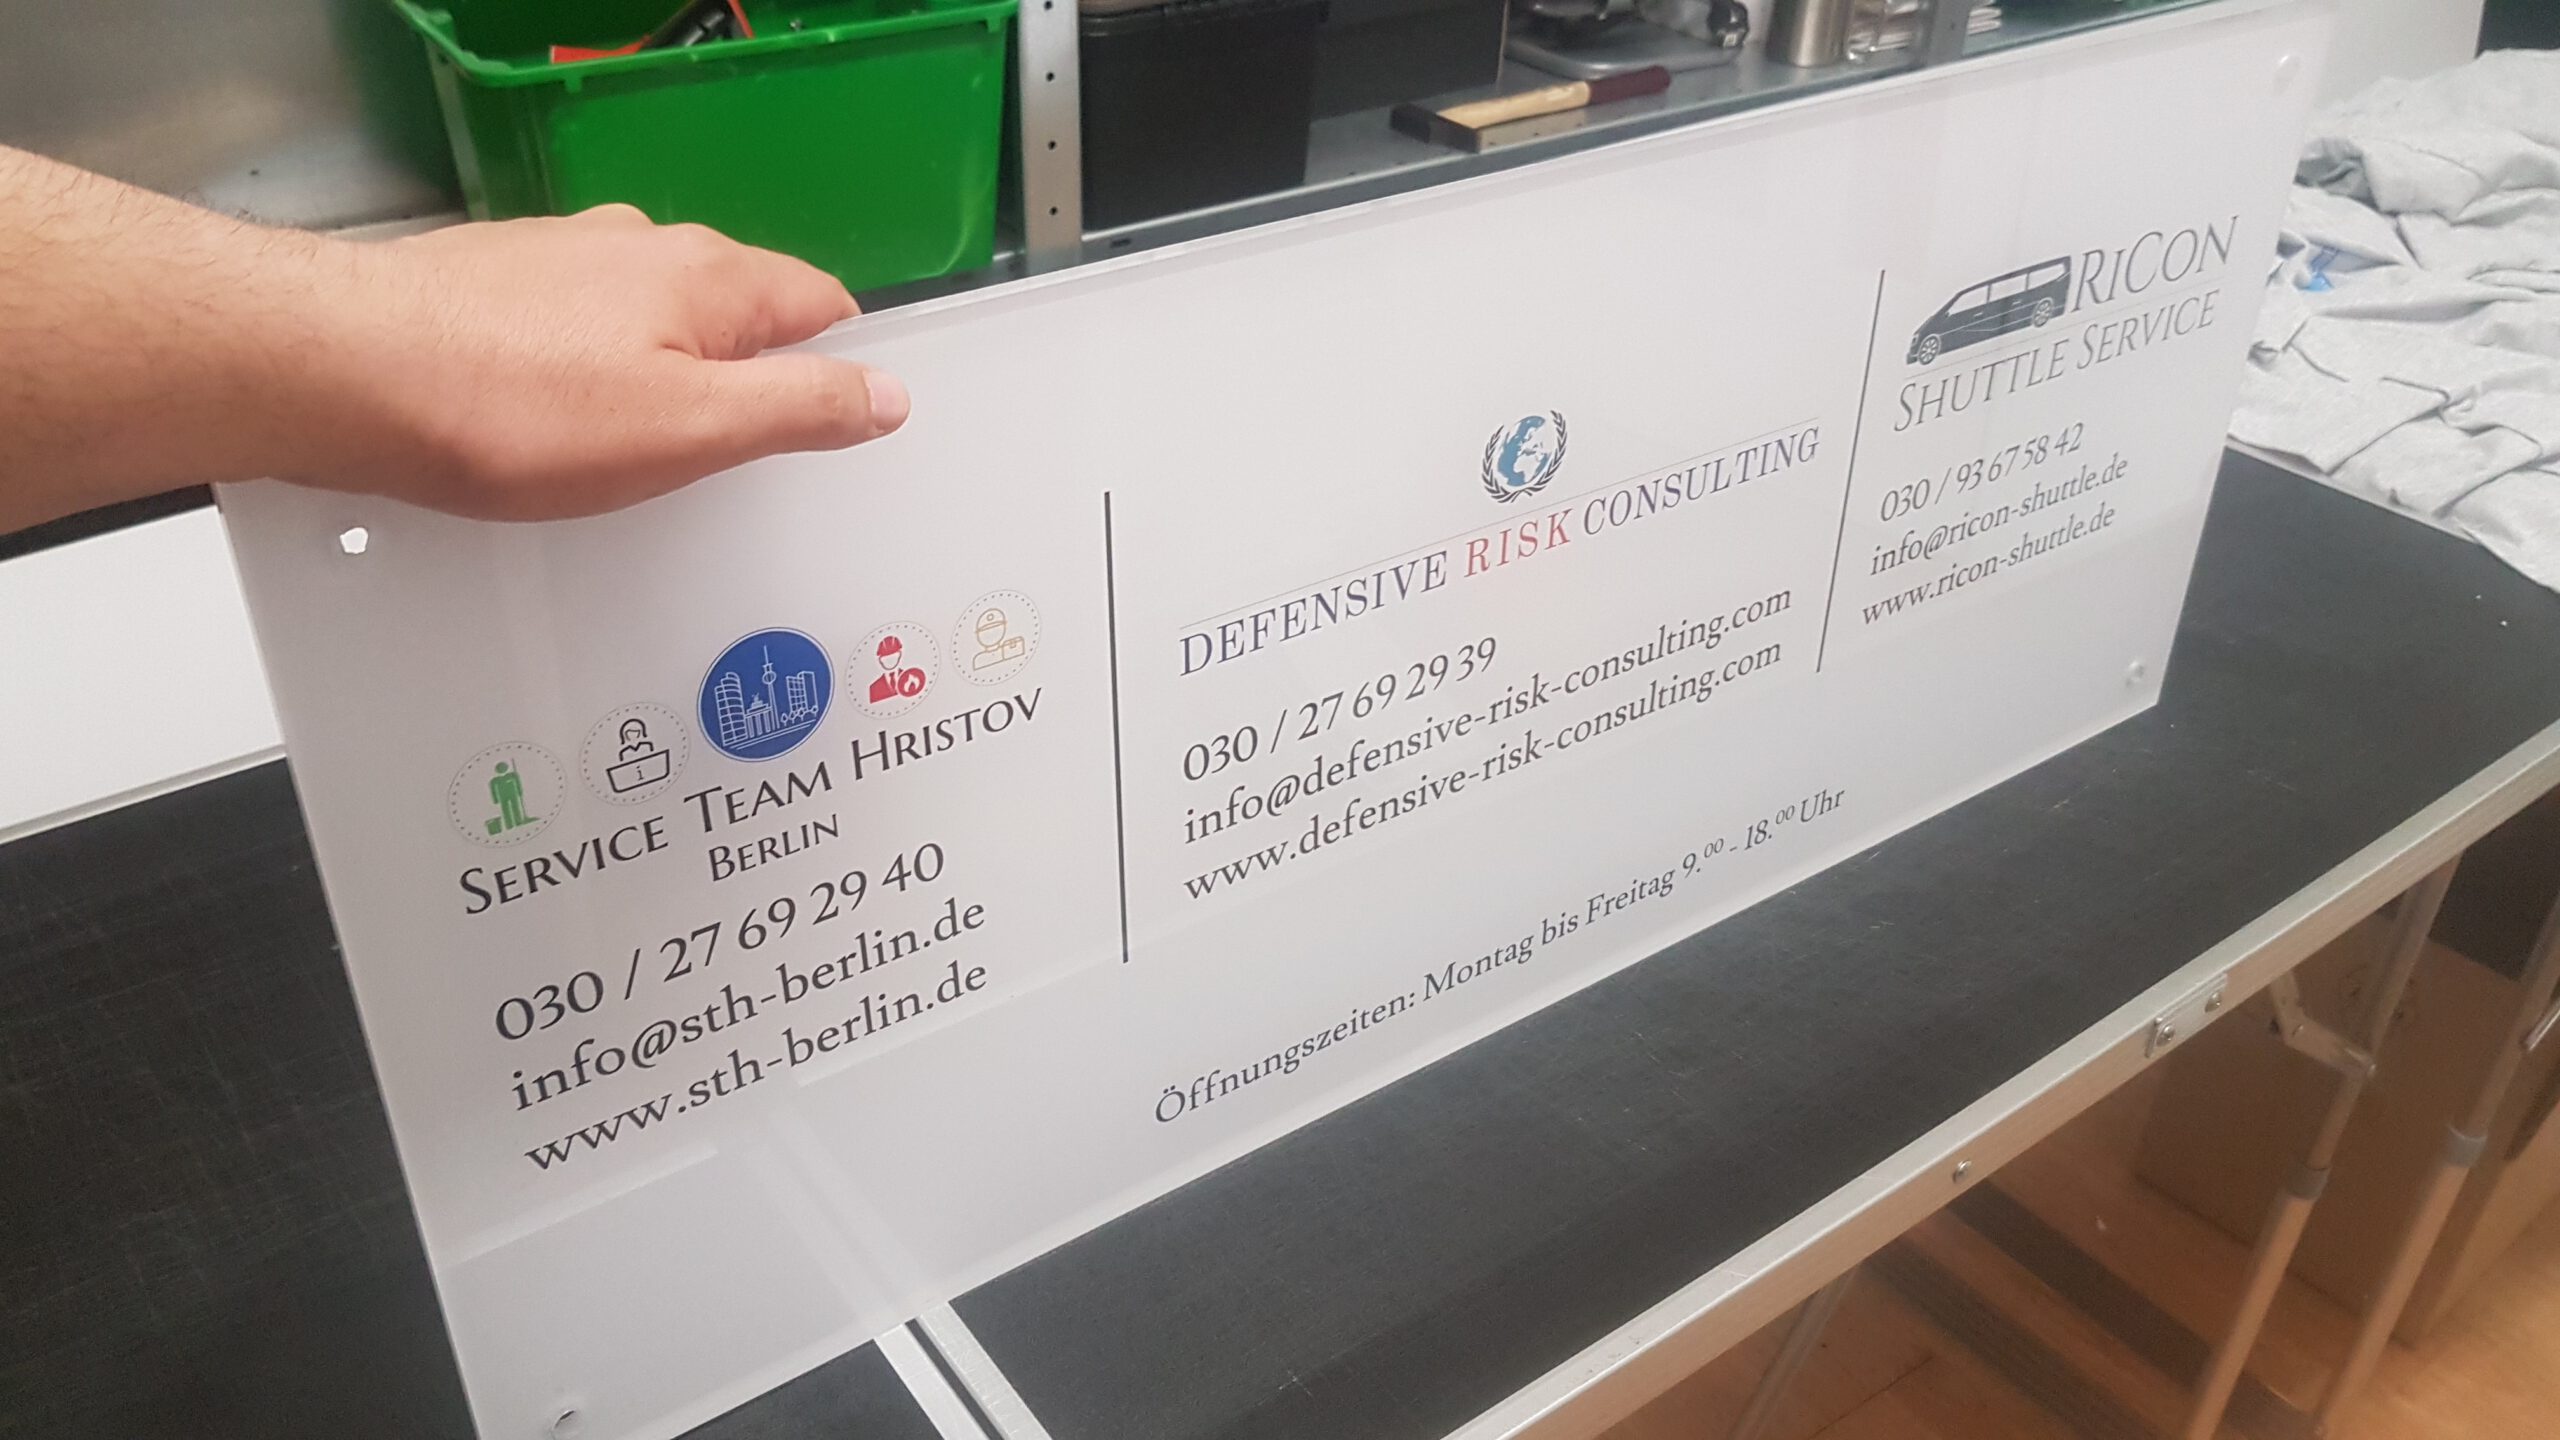 SERVICE TEAM HRISTOV
BERLIN
030 / 27 69 29 40
info@sth-berlin.de
www.sth-berlin.de
DEFENSIVE RISK CONSULTING
030 / 27 69 29 39
info@defensive-risk-consulting.com
www.defensive-risk-consulting.com
RICON
SHUTTLE SERVICE
030 / 93 67 58 42
info@ricon-shuttle.de
www.ricon-shuttle.de
Öffnungszeiten: Montag bis Freitag 9.⁰⁰ - 18.⁰⁰ Uhr